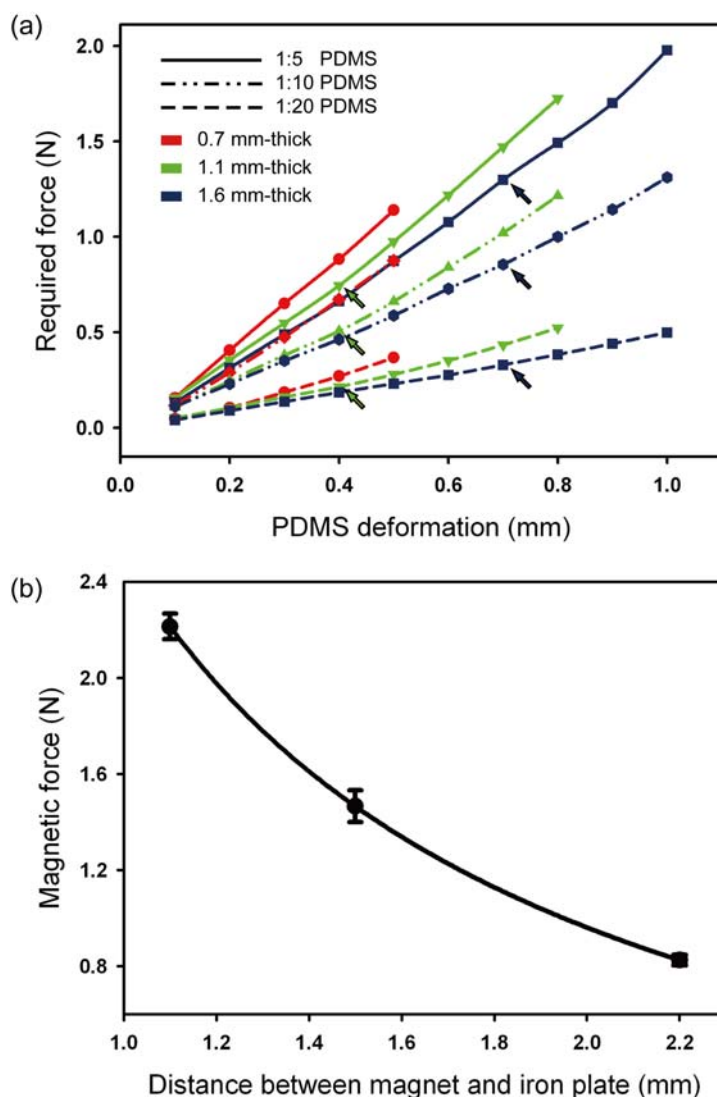 (a)
2.0
1.5
1.0
0.5
0.0
Required force (N)
1:5 PDMS
1:10 PDMS
1:20 PDMS
0.7 mm-thick
1.1 mm-thick
1.6 mm-thick
0.0 0.2 0.4 0.6 0.8 1.0
PDMS deformation (mm)
(b)
2.4
2.0
1.6
1.2
0.8
Magnetic force (N)
1.0 1.2 1.4 1.6 1.8 2.0 2.2
Distance between magnet and iron plate (mm)